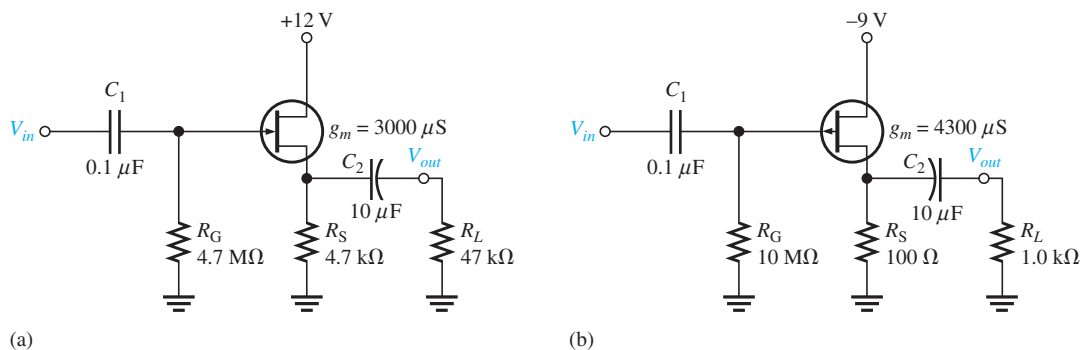 +12 V
C1
Vin
0.1 μF
gm = 3000 μS
C2
Vout
10 μF
RG
4.7 MΩ
RS
4.7 kΩ
RL
47 kΩ
(a)
–9 V
C1
Vin
0.1 μF
gm = 4300 μS
C2
Vout
10 μF
RG
10 MΩ
RS
100 Ω
RL
1.0 kΩ
(b)